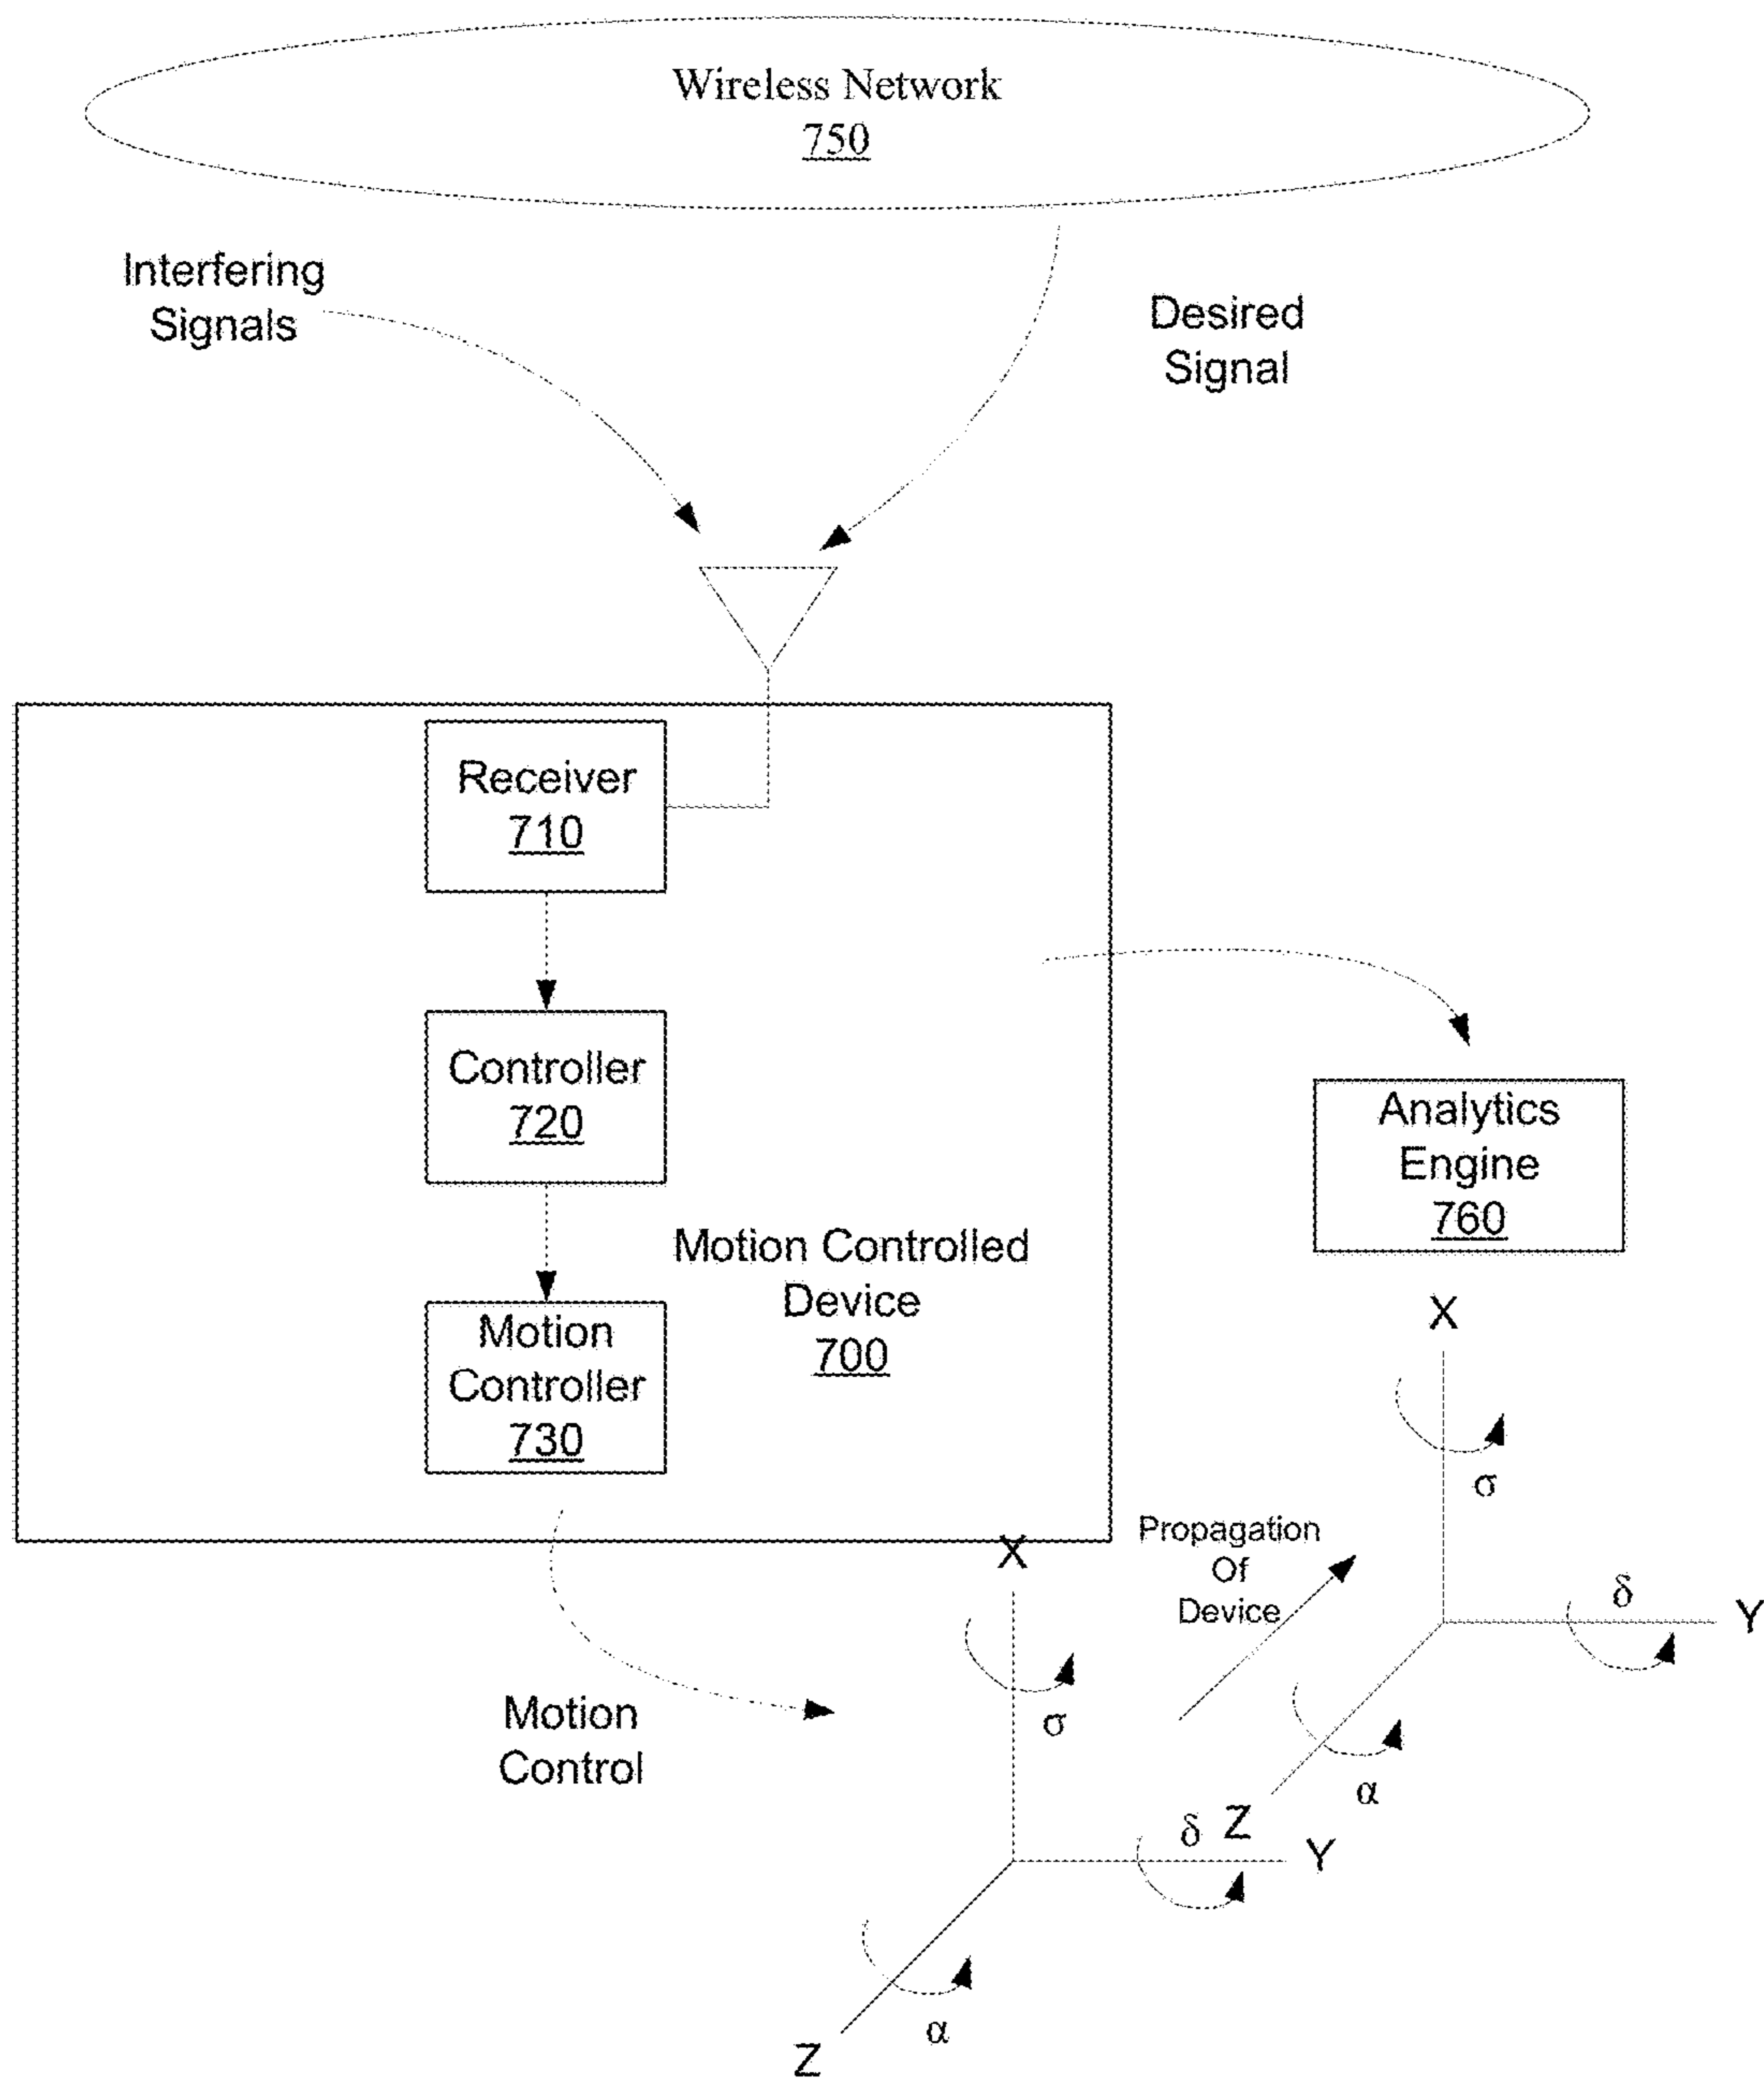 Wireless Network
750
Interfering
Signals
Desired
Signal
Receiver
710
Controller
720
Motion
Controller
730
Motion Controlled
Device
700
Analytics
Engine
760
X
σ
δ
Y
α
Z
Propagation
Of
Device
X
σ
δ
Y
α
Z
Motion
Control